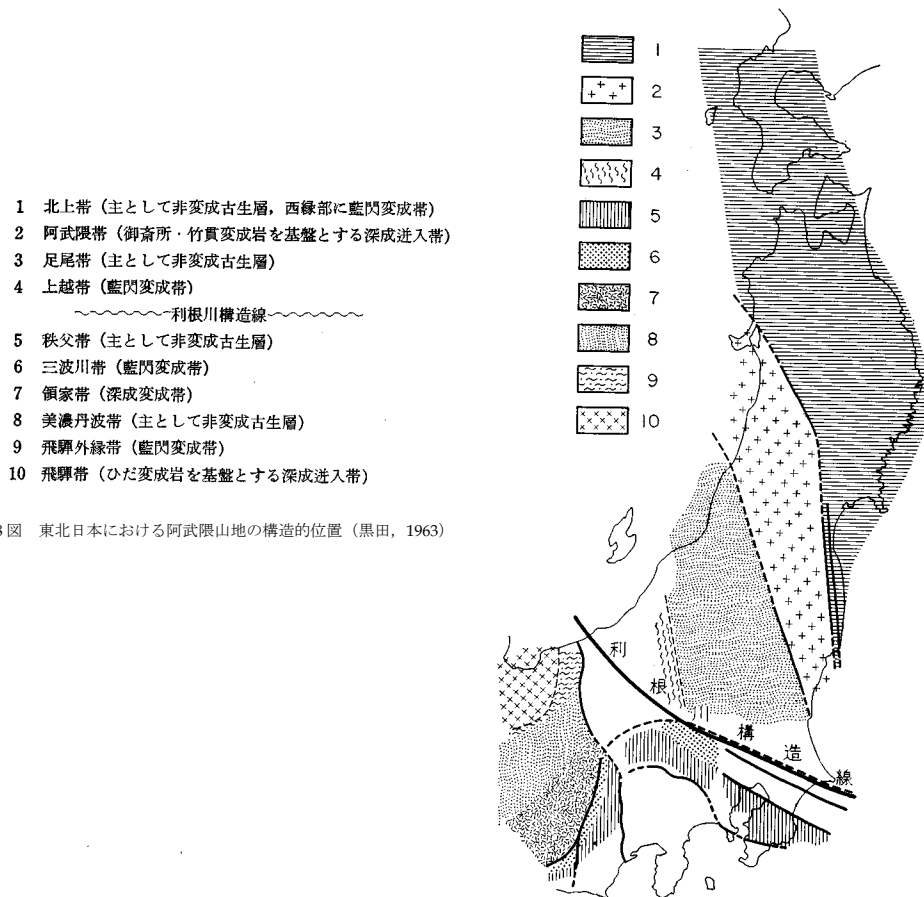 1 北上帯（主として非変成古生層，西縁部に藍閃変成帯）
2 阿武隈帯（御斎所・竹貫変成岩を基盤とする深成迸入帯）
3 足尾帯（主として非変成古生層）
4 上越帯（藍閃変成帯）
利根川構造線
5 秩父帯（主として非変成古生層）
6 三波川帯（藍閃変成帯）
7 領家帯（深成変成帯）
8 美濃丹波帯（主として非変成古生層）
9 飛驒外縁帯（藍閃変成帯）
10 飛驒帯（ひだ変成岩を基盤とする深成迸入帯）
3図 東北日本における阿武隈山地の構造的位置（黒田，1963）
1
2
3
4
5
6
7
8
9
10
利根構造線